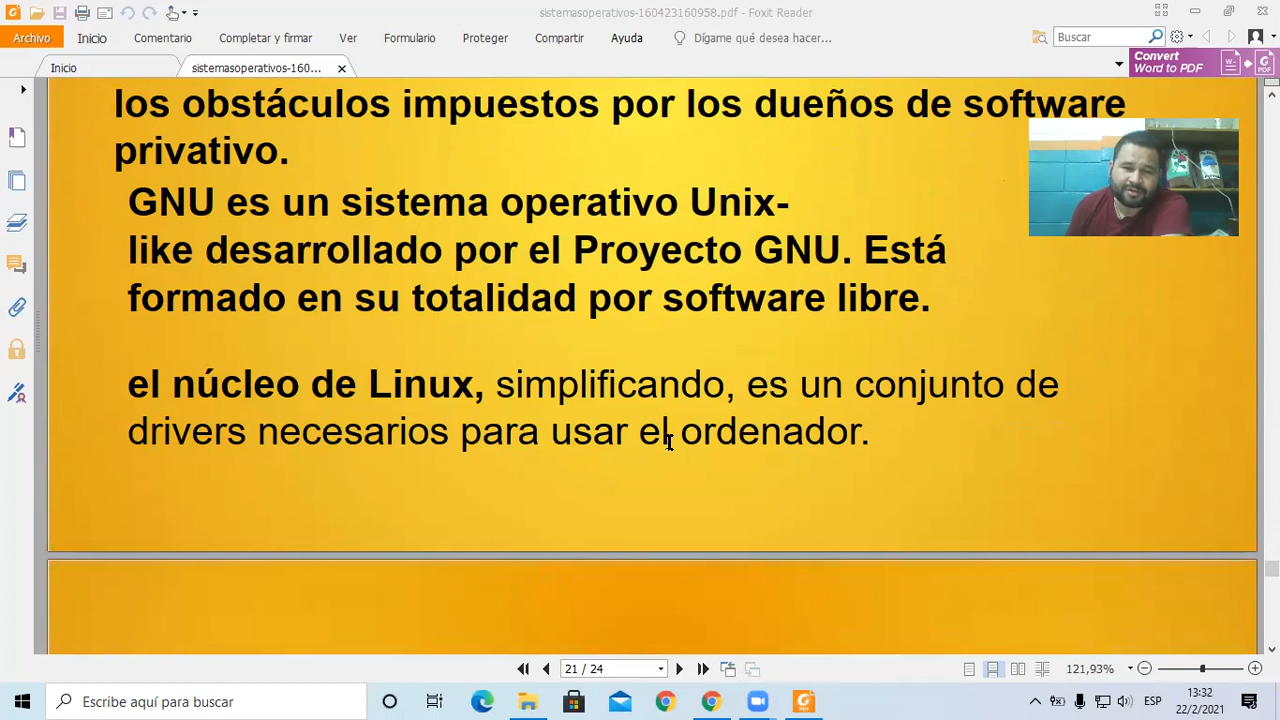 sistemasoperativos-160423160958.pdf - Foxit Reader
Archivo Inicio Comentario Completar y firmar Ver Formulario Proteger Compartir Ayuda Dígame qué desea hacer... Buscar
Inicio sistemasoperativos-160... Convert
Word to PDF
los obstáculos impuestos por los dueños de software
privativo.
GNU es un sistema operativo Unix-
like desarrollado por el Proyecto GNU. Está
formado en su totalidad por software libre.
el núcleo de Linux, simplificando, es un conjunto de
drivers necesarios para usar el ordenador.
21 / 24 121,93%
Escribe aquí para buscar ESP 13:32
22/2/2021